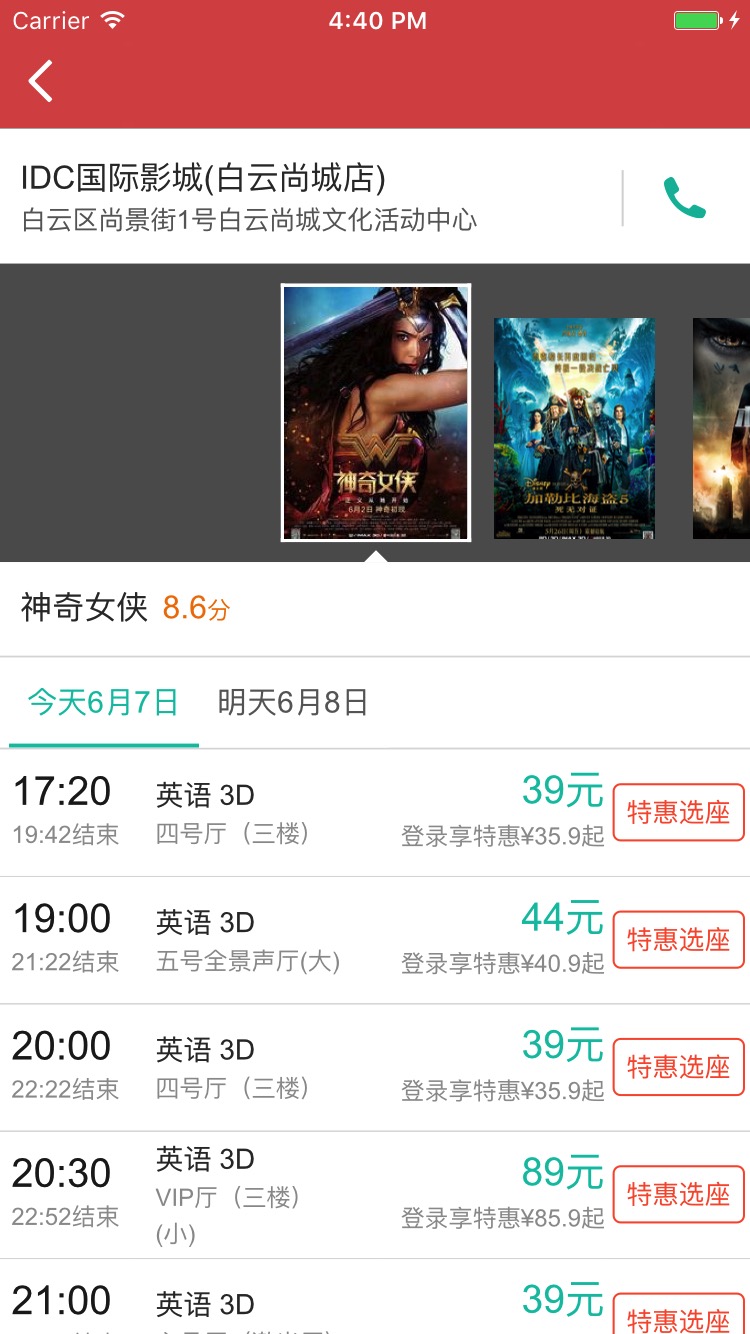 Carrier 4:40 PM
IDC国际影城(白云尚城店)
白云区尚景街1号白云尚城文化活动中心
神奇女侠
正义从她开始
6月2日 神奇初现
Disney
加勒比海盗5
死无对证
神奇女侠 8.6分
今天6月7日 明天6月8日
17:20 英语 3D 39元 特惠选座
19:42结束 四号厅（三楼） 登录享特惠¥35.9起
19:00 英语 3D 44元 特惠选座
21:22结束 五号全景声厅(大) 登录享特惠¥40.9起
20:00 英语 3D 39元 特惠选座
22:22结束 四号厅（三楼） 登录享特惠¥35.9起
20:30 英语 3D 89元 特惠选座
22:52结束 VIP厅（三楼） 登录享特惠¥85.9起
(小)
21:00 英语 3D 39元 特惠选座